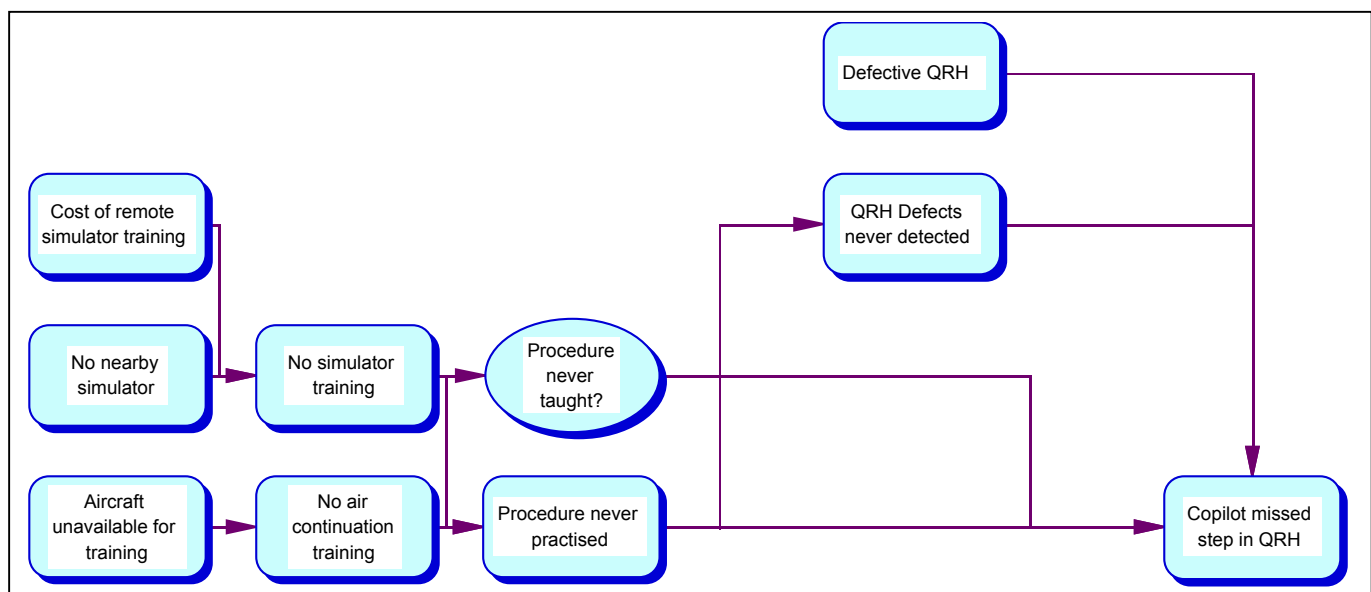 Defective QRH
Cost of remote
simulator training
QRH Defects
never detected
No nearby
simulator
No simulator
training
Procedure
never
taught?
Aircraft
unavailable for
training
No air
continuation
training
Procedure never
practised
Copilot missed
step in QRH